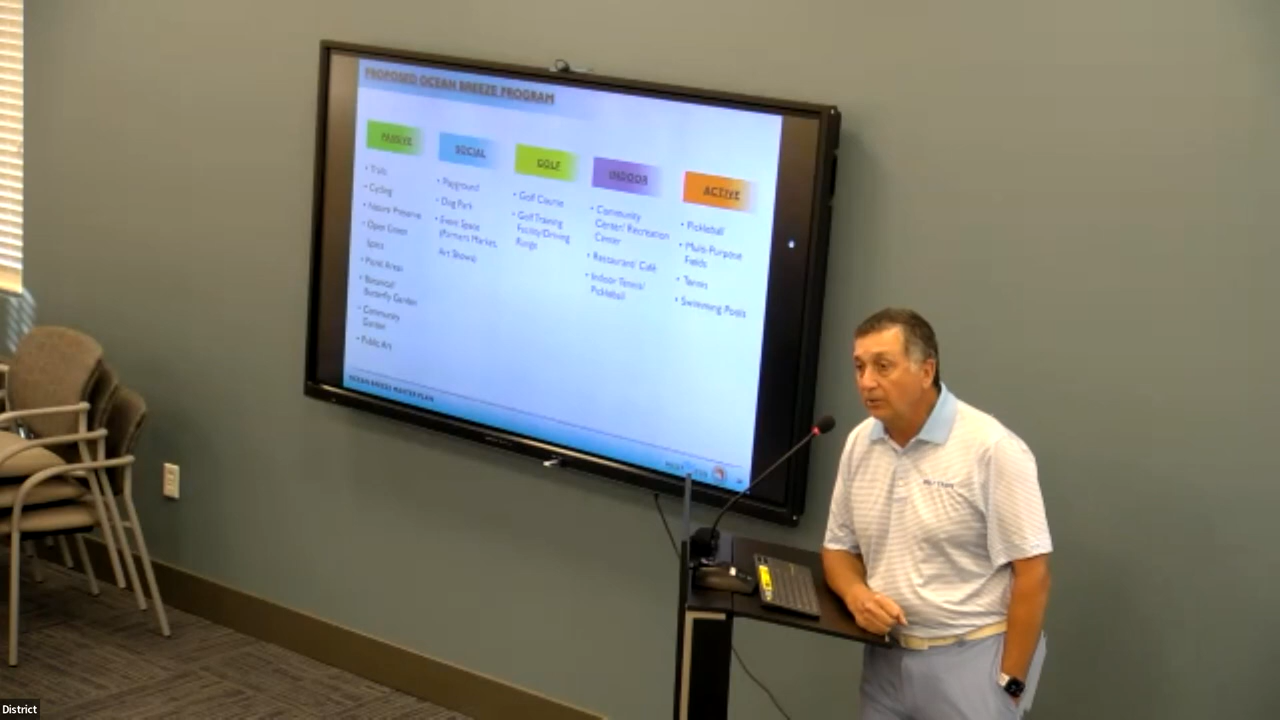 PROPOSED OCEAN BREEZE PROGRAM
PASSIVE
• Trails
• Cycling
• Nature Preserve
• Open Green
Space
• Picnic Areas
• Botanical/
Butterfly Garden
• Community
Garden
• Public Art
SOCIAL
• Playground
• Dog Park
• Event Space
(Farmers Market,
Art Shows)
GOLF
• Golf Course
• Golf Training
Facility/Driving
Range
INDOOR
• Community
Center/ Recreation
Center
• Restaurant/ Café
• Indoor Tennis/
Pickleball
ACTIVE
• Pickleball
• Multi-Purpose
Fields
• Tennis
• Swimming Pools
OCEAN BREEZE MASTER PLAN
District